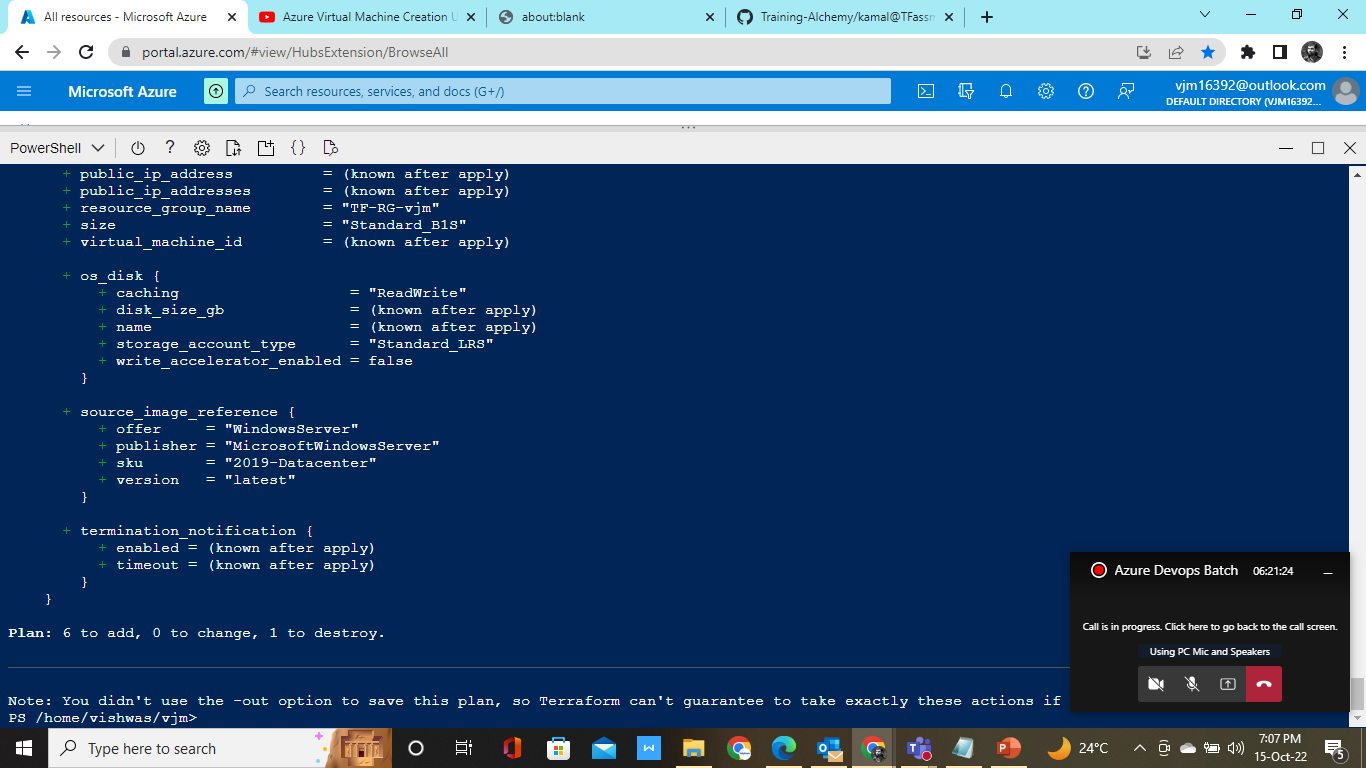 All resources - Microsoft Azure
Azure Virtual Machine Creation U
about:blank
Training-Alchemy/kamal@TFassn
portal.azure.com/#view/HubsExtension/BrowseAll
Microsoft Azure
Search resources, services, and docs (G+/)
vjm16392@outlook.com
DEFAULT DIRECTORY (VJM16392...
PowerShell
+ public_ip_address = (known after apply)
+ public_ip_addresses = (known after apply)
+ resource_group_name = "TF-RG-vjm"
+ size = "Standard_B1S"
+ virtual_machine_id = (known after apply)
+ os_disk {
+ caching = "ReadWrite"
+ disk_size_gb = (known after apply)
+ name = (known after apply)
+ storage_account_type = "Standard_LRS"
+ write_accelerator_enabled = false
}
+ source_image_reference {
+ offer = "WindowsServer"
+ publisher = "MicrosoftWindowsServer"
+ sku = "2019-Datacenter"
+ version = "latest"
}
+ termination_notification {
+ enabled = (known after apply)
+ timeout = (known after apply)
}
}
Plan: 6 to add, 0 to change, 1 to destroy.
Note: You didn't use the -out option to save this plan, so Terraform can't guarantee to take exactly these actions if
PS /home/vishwas/vjm>
Azure Devops Batch 06:21:24
Call is in progress. Click here to go back to the call screen.
Using PC Mic and Speakers
Type here to search
24°C
7:07 PM
15-Oct-22
5